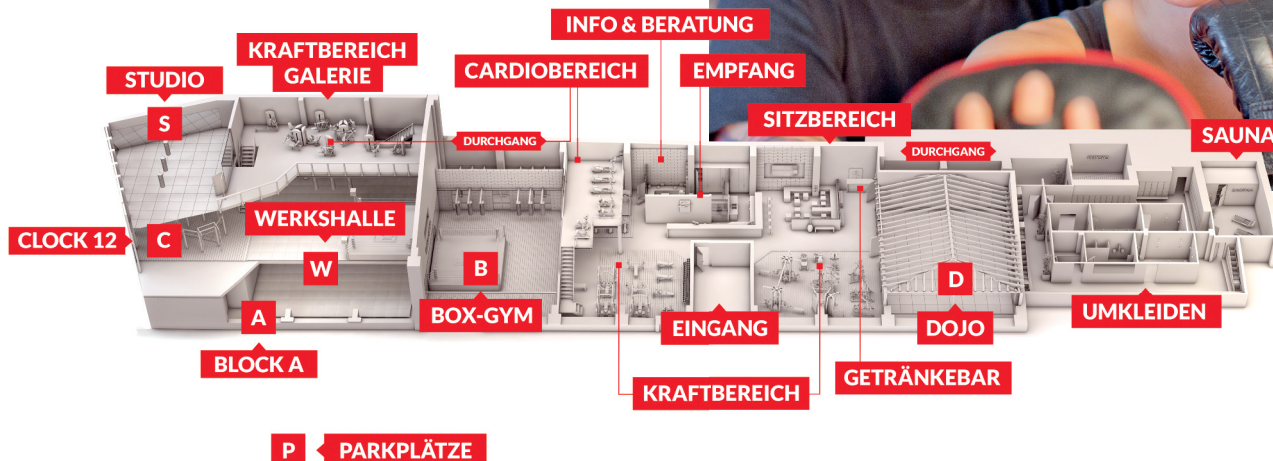 INFO & BERATUNG
KRAFTBEREICH
GALERIE
CARDIOBEREICH
EMPFANG
STUDIO
S
SITZBEREICH
SAUNA
DURCHGANG
DURCHGANG
WERKSHALLE
CLOCK 12
C
W
B
D
A
BOX-GYM
EINGANG
DOJO
UMKLEIDEN
BLOCK A
GETRÄNKEBAR
KRAFTBEREICH
P
PARKPLÄTZE